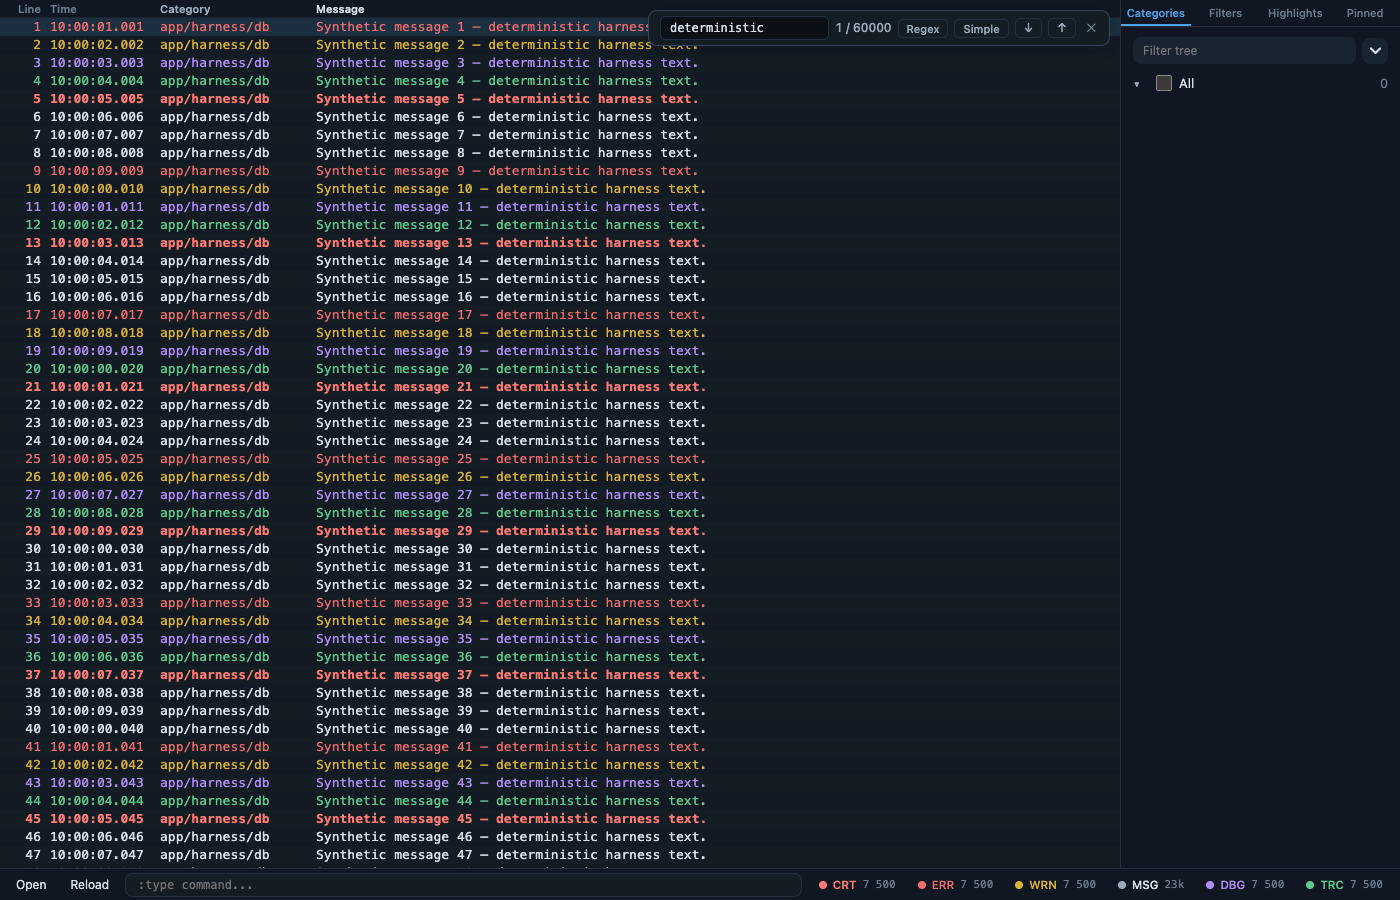 Line Time Category Message
1 10:00:01.001 app/harness/db Synthetic message 1 — deterministic harness
deterministic 1 / 60000 Regex Simple ↓ ↑ ×
2 10:00:02.002 app/harness/db Synthetic message 2 — deterministic harness text.
3 10:00:03.003 app/harness/db Synthetic message 3 — deterministic harness text.
4 10:00:04.004 app/harness/db Synthetic message 4 — deterministic harness text.
5 10:00:05.005 app/harness/db Synthetic message 5 — deterministic harness text.
6 10:00:06.006 app/harness/db Synthetic message 6 — deterministic harness text.
7 10:00:07.007 app/harness/db Synthetic message 7 — deterministic harness text.
8 10:00:08.008 app/harness/db Synthetic message 8 — deterministic harness text.
9 10:00:09.009 app/harness/db Synthetic message 9 — deterministic harness text.
10 10:00:00.010 app/harness/db Synthetic message 10 — deterministic harness text.
11 10:00:01.011 app/harness/db Synthetic message 11 — deterministic harness text.
12 10:00:02.012 app/harness/db Synthetic message 12 — deterministic harness text.
13 10:00:03.013 app/harness/db Synthetic message 13 — deterministic harness text.
14 10:00:04.014 app/harness/db Synthetic message 14 — deterministic harness text.
15 10:00:05.015 app/harness/db Synthetic message 15 — deterministic harness text.
16 10:00:06.016 app/harness/db Synthetic message 16 — deterministic harness text.
17 10:00:07.017 app/harness/db Synthetic message 17 — deterministic harness text.
18 10:00:08.018 app/harness/db Synthetic message 18 — deterministic harness text.
19 10:00:09.019 app/harness/db Synthetic message 19 — deterministic harness text.
20 10:00:00.020 app/harness/db Synthetic message 20 — deterministic harness text.
21 10:00:01.021 app/harness/db Synthetic message 21 — deterministic harness text.
22 10:00:02.022 app/harness/db Synthetic message 22 — deterministic harness text.
23 10:00:03.023 app/harness/db Synthetic message 23 — deterministic harness text.
24 10:00:04.024 app/harness/db Synthetic message 24 — deterministic harness text.
25 10:00:05.025 app/harness/db Synthetic message 25 — deterministic harness text.
26 10:00:06.026 app/harness/db Synthetic message 26 — deterministic harness text.
27 10:00:07.027 app/harness/db Synthetic message 27 — deterministic harness text.
28 10:00:08.028 app/harness/db Synthetic message 28 — deterministic harness text.
29 10:00:09.029 app/harness/db Synthetic message 29 — deterministic harness text.
30 10:00:00.030 app/harness/db Synthetic message 30 — deterministic harness text.
31 10:00:01.031 app/harness/db Synthetic message 31 — deterministic harness text.
32 10:00:02.032 app/harness/db Synthetic message 32 — deterministic harness text.
33 10:00:03.033 app/harness/db Synthetic message 33 — deterministic harness text.
34 10:00:04.034 app/harness/db Synthetic message 34 — deterministic harness text.
35 10:00:05.035 app/harness/db Synthetic message 35 — deterministic harness text.
36 10:00:06.036 app/harness/db Synthetic message 36 — deterministic harness text.
37 10:00:07.037 app/harness/db Synthetic message 37 — deterministic harness text.
38 10:00:08.038 app/harness/db Synthetic message 38 — deterministic harness text.
39 10:00:09.039 app/harness/db Synthetic message 39 — deterministic harness text.
40 10:00:00.040 app/harness/db Synthetic message 40 — deterministic harness text.
41 10:00:01.041 app/harness/db Synthetic message 41 — deterministic harness text.
42 10:00:02.042 app/harness/db Synthetic message 42 — deterministic harness text.
43 10:00:03.043 app/harness/db Synthetic message 43 — deterministic harness text.
44 10:00:04.044 app/harness/db Synthetic message 44 — deterministic harness text.
45 10:00:05.045 app/harness/db Synthetic message 45 — deterministic harness text.
46 10:00:06.046 app/harness/db Synthetic message 46 — deterministic harness text.
47 10:00:07.047 app/harness/db Synthetic message 47 — deterministic harness text.
Categories Filters Highlights Pinned
Filter tree
All 0
Open Reload :type command... CRT 7 500 ERR 7 500 WRN 7 500 MSG 23k DBG 7 500 TRC 7 500